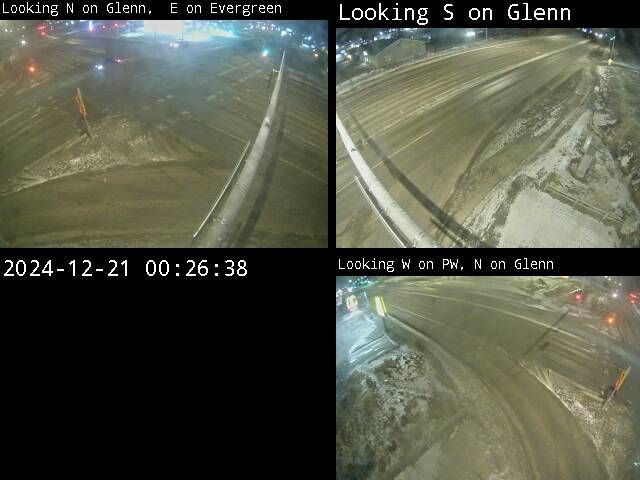 Looking N on Glenn,  E on Evergreen
Looking S on Glenn
2024-12-21 00:26:38
Looking W on PW, N on Glenn